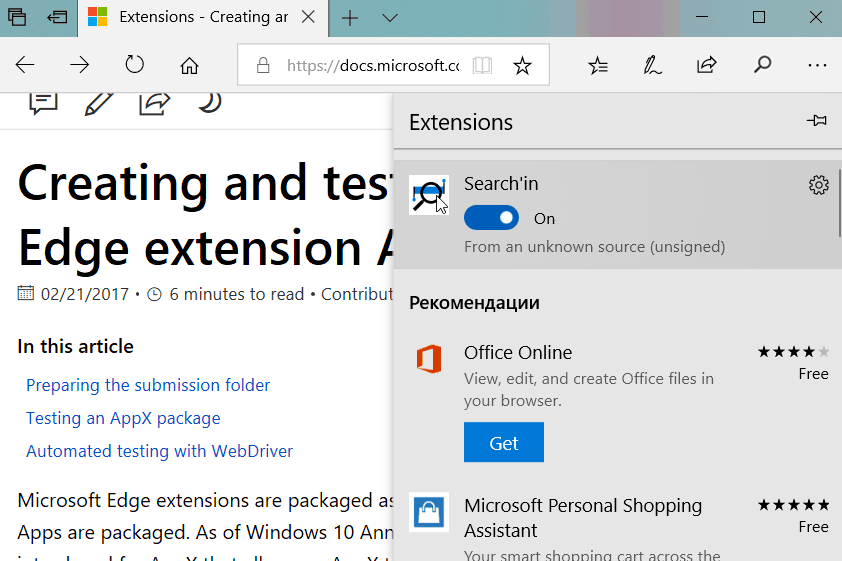 Extensions - Creating ar
https://docs.microsoft.cc
Extensions
Creating and test
Edge extension A
02/21/2017 • 6 minutes to read • Contribut
In this article
Preparing the submission folder
Testing an AppX package
Automated testing with WebDriver
Microsoft Edge extensions are packaged as
Apps are packaged. As of Windows 10 Ann
Search'in
On
From an unknown source (unsigned)
Рекомендации
Office Online
Free
View, edit, and create Office files in
your browser.
Get
Microsoft Personal Shopping
Assistant
Free
Your smart shopping cart across the